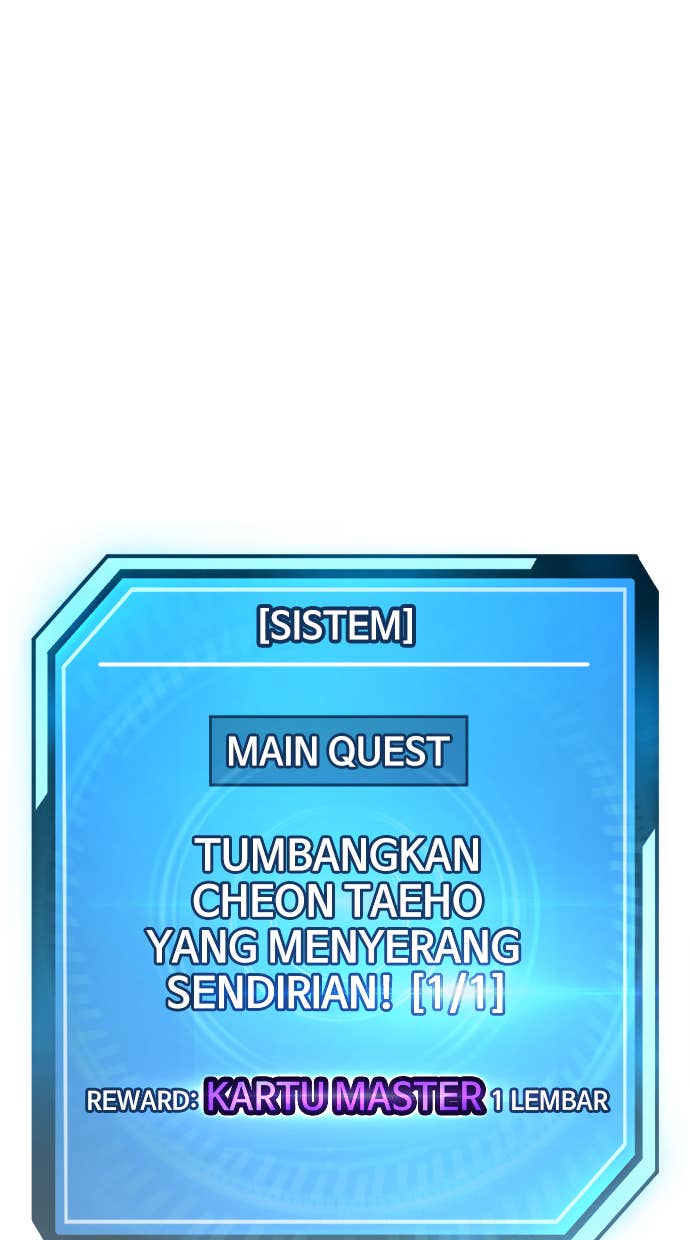 [SISTEM]
MAIN QUEST
TUMBANGKAN
CHEON TAEHO
YANG MENYERANG
SENDIRIAN! [1/1]
REWARD: KARTU MASTER 1 LEMBAR